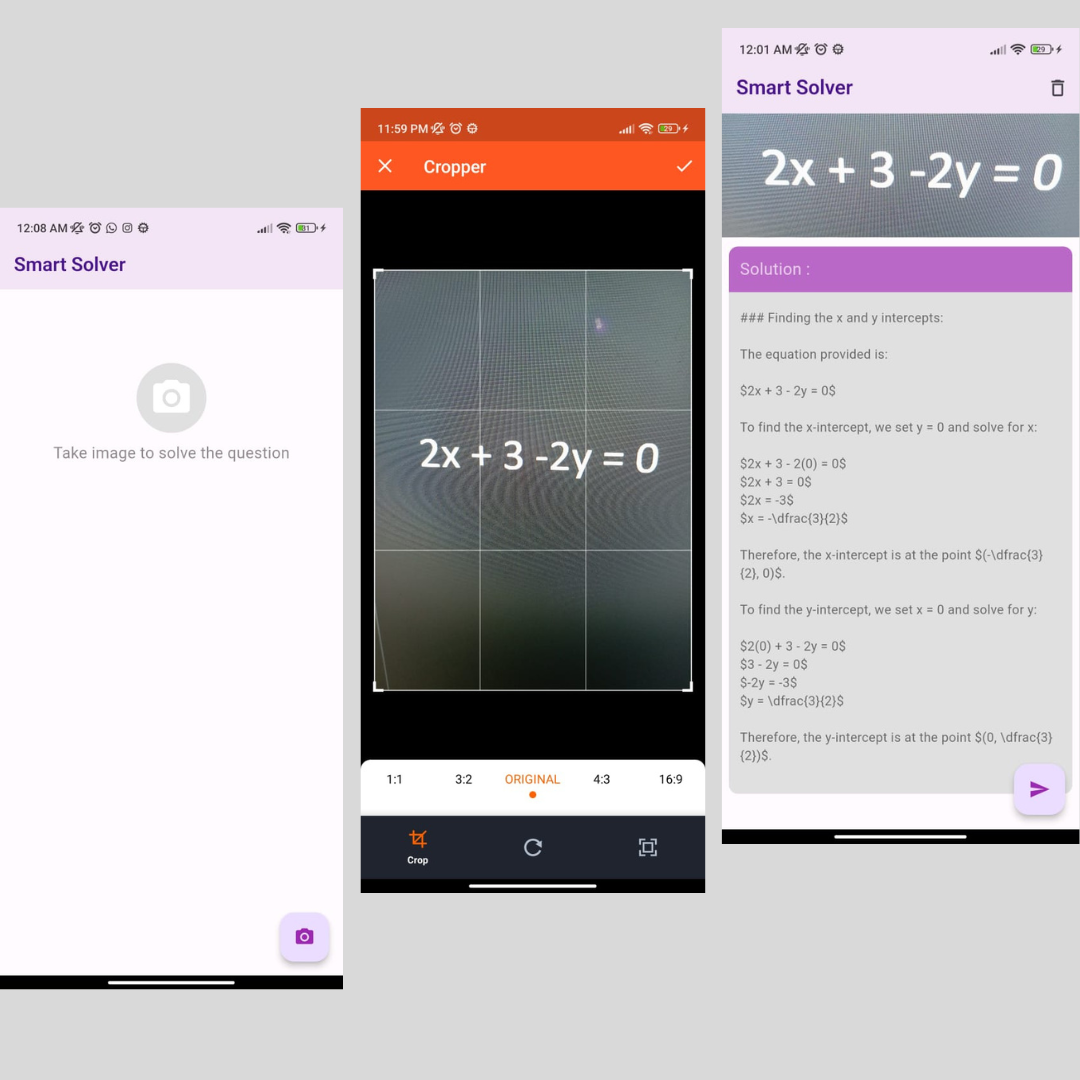 12:08 AM
31
Smart Solver
Take image to solve the question
11:59 PM
29
Cropper
2x + 3 -2y = 0
1:1 3:2 ORIGINAL 4:3 16:9
Crop
12:01 AM
29
Smart Solver
2x + 3 -2y = 0
Solution :
### Finding the x and y intercepts:
The equation provided is:
$2x + 3 - 2y = 0$
To find the x-intercept, we set y = 0 and solve for x:
$2x + 3 - 2(0) = 0$
$2x + 3 = 0$
$2x = -3$
$x = -\dfrac{3}{2}$
Therefore, the x-intercept is at the point $(-\dfrac{3}
{2}, 0)$.
To find the y-intercept, we set x = 0 and solve for y:
$2(0) + 3 - 2y = 0$
$3 - 2y = 0$
$-2y = -3$
$y = \dfrac{3}{2}$
Therefore, the y-intercept is at the point $(0, \dfrac{3}
{2})$.